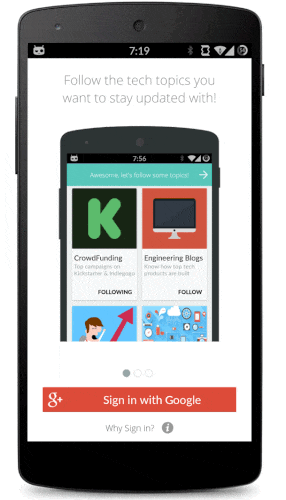 7:19
Follow the tech topics you
want to stay updated with!
7:56
Awesome, let's follow some topics!
K
CrowdFunding
Top campaigns on
Kickstarter & Indiegogo
FOLLOWING
Engineering Blogs
Know how top tech
products are built
FOLLOW
g+ Sign in with Google
Why Sign in? i